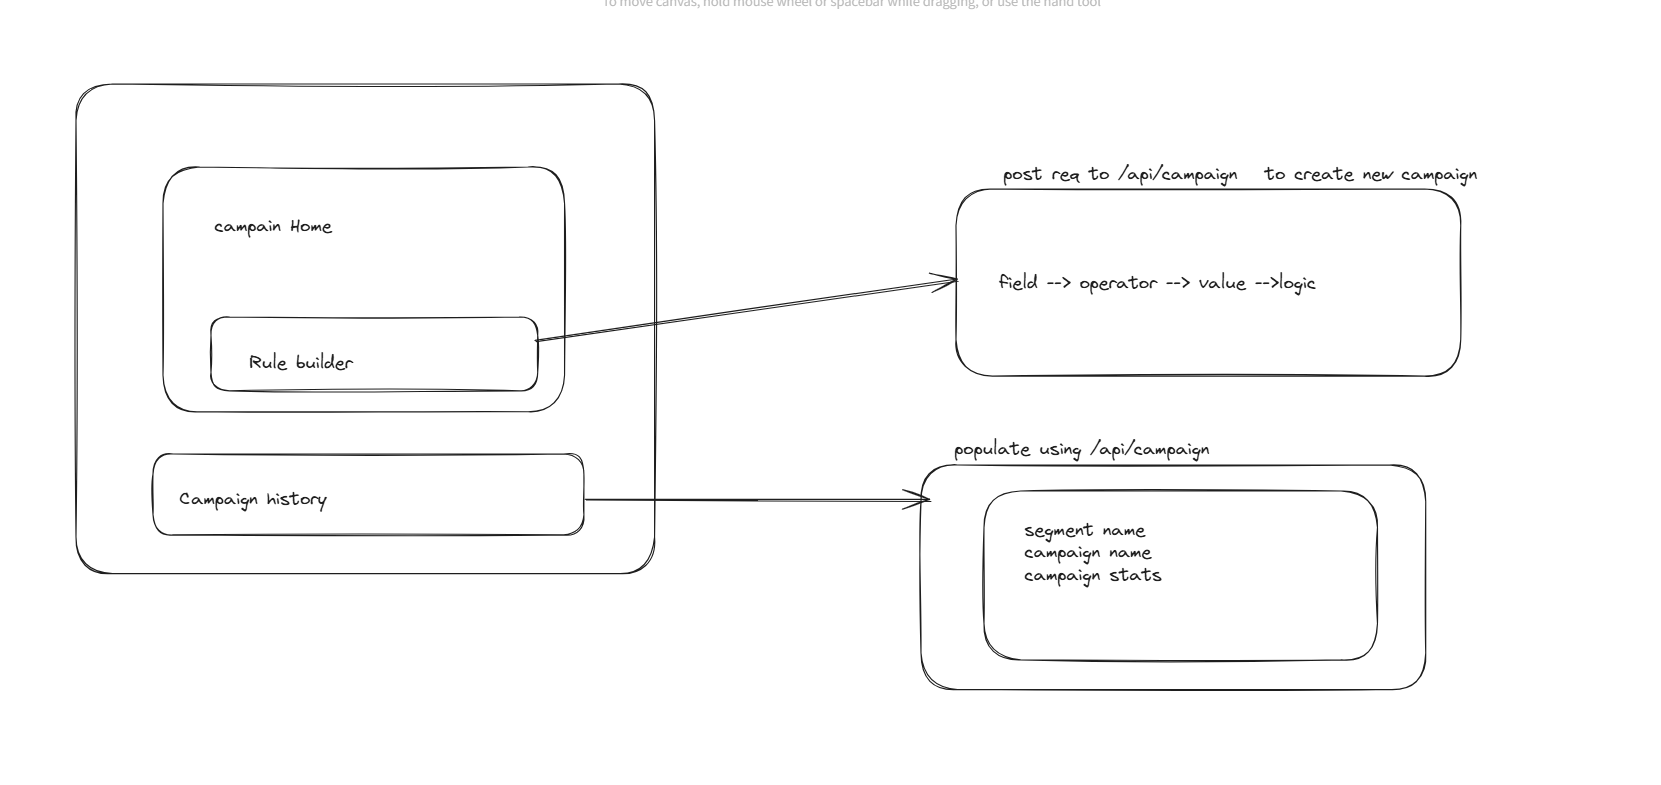 To move canvas, hold mouse wheel or spacebar while dragging, or use the hand tool
campain Home
Rule builder
Campaign history
post req to /api/campaign to create new campaign
field --> operator --> value -->logic
populate using /api/campaign
segment name
campaign name
campaign stats